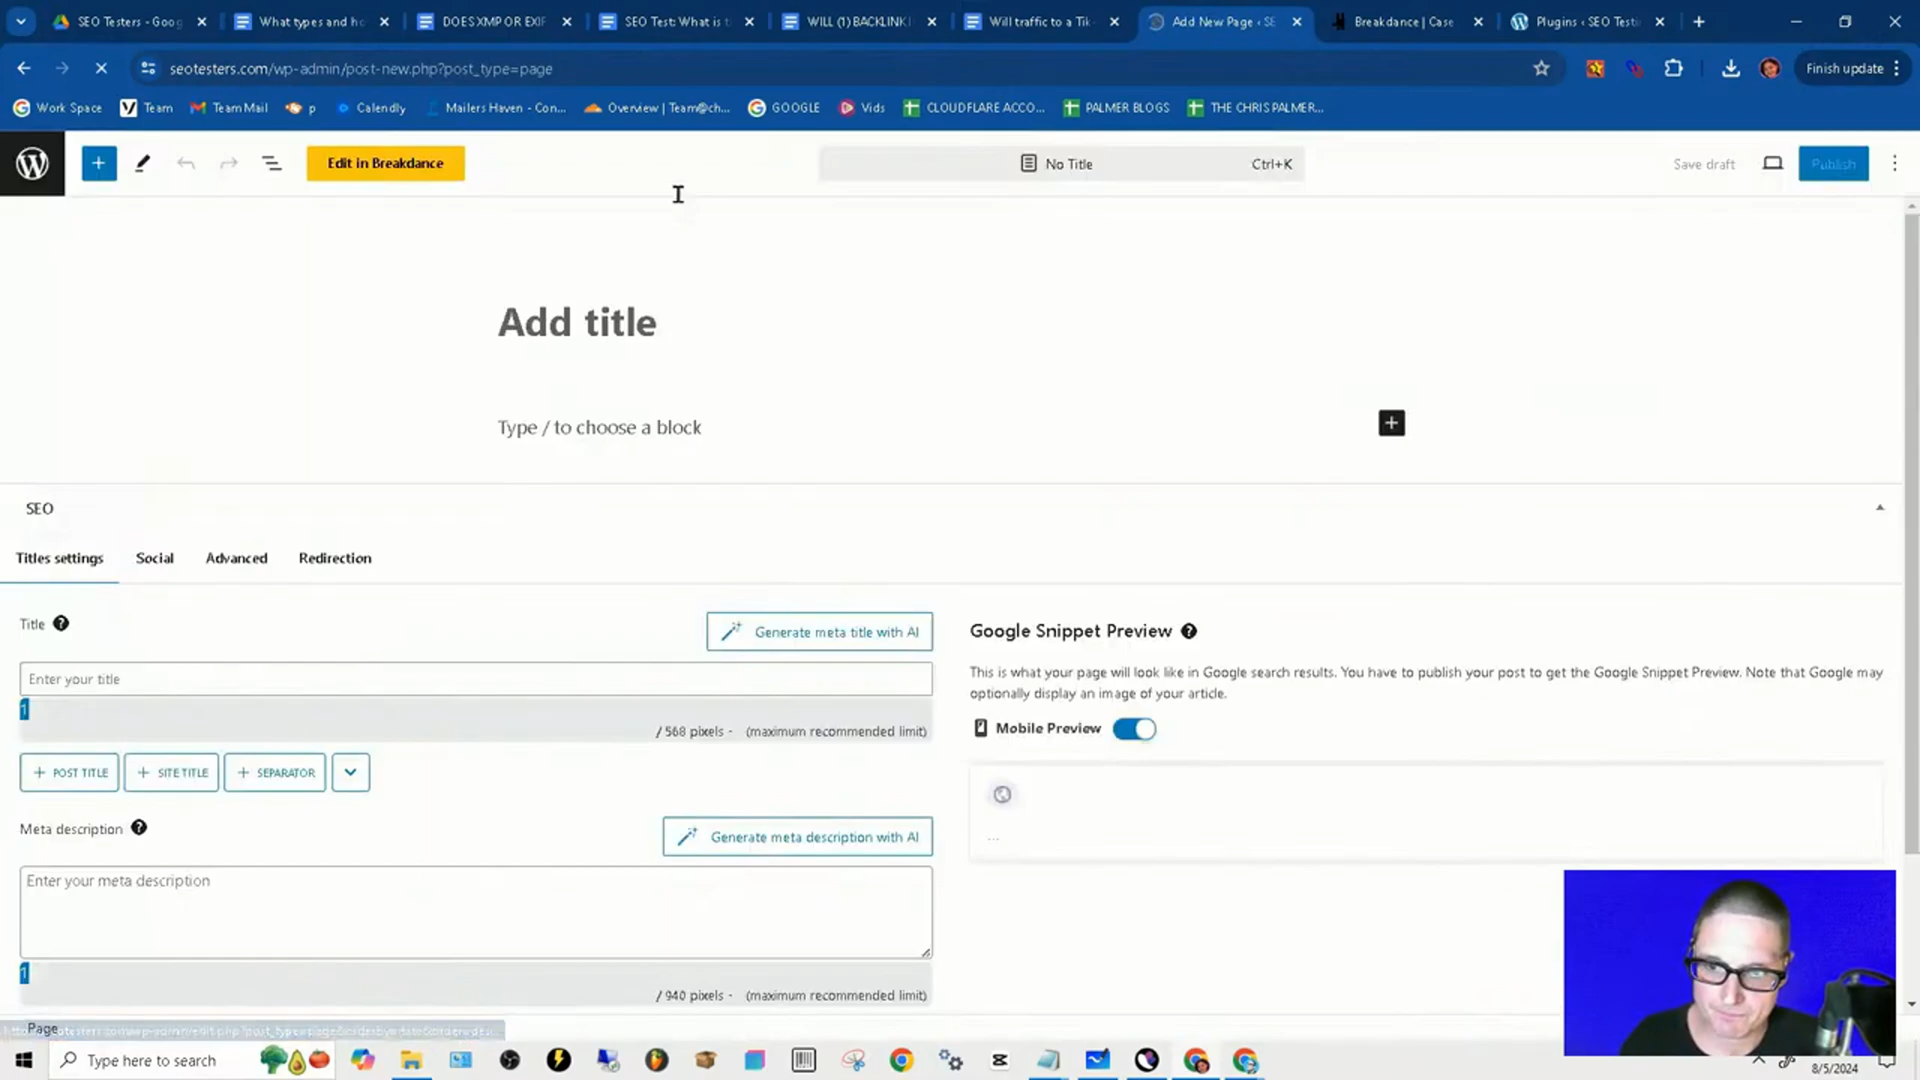 SEO Testers - Goog
What types and ho
DOES XMP OR EXIF
SEO Test: What is t
WILL (1) BACKLINK
Will traffic to a Tik
Add New Page ‹ SE
Breakdance | Case
Plugins ‹ SEO Testi
seotesters.com/wp-admin/post-new.php?post_type=page
Finish update
Work Space
Team
Team Mail
p
Calendly
Mailers Haven - Con...
Overview | Team@ch...
GOOGLE
Vids
CLOUDFLARE ACCO...
PALMER BLOGS
THE CHRIS PALMER...
Edit in Breakdance
No Title
Ctrl+K
Save draft
Publish
Add title
Type / to choose a block
SEO
Titles settings
Social
Advanced
Redirection
Title
Generate meta title with AI
Enter your title
1
/ 568 pixels - (maximum recommended limit)
+ POST TITLE
+ SITE TITLE
+ SEPARATOR
Meta description
Generate meta description with AI
Enter your meta description
1
/ 940 pixels - (maximum recommended limit)
Google Snippet Preview
This is what your page will look like in Google search results. You have to publish your post to get the Google Snippet Preview. Note that Google may
optionally display an image of your article.
Mobile Preview
...
Page
Type here to search
8/5/2024